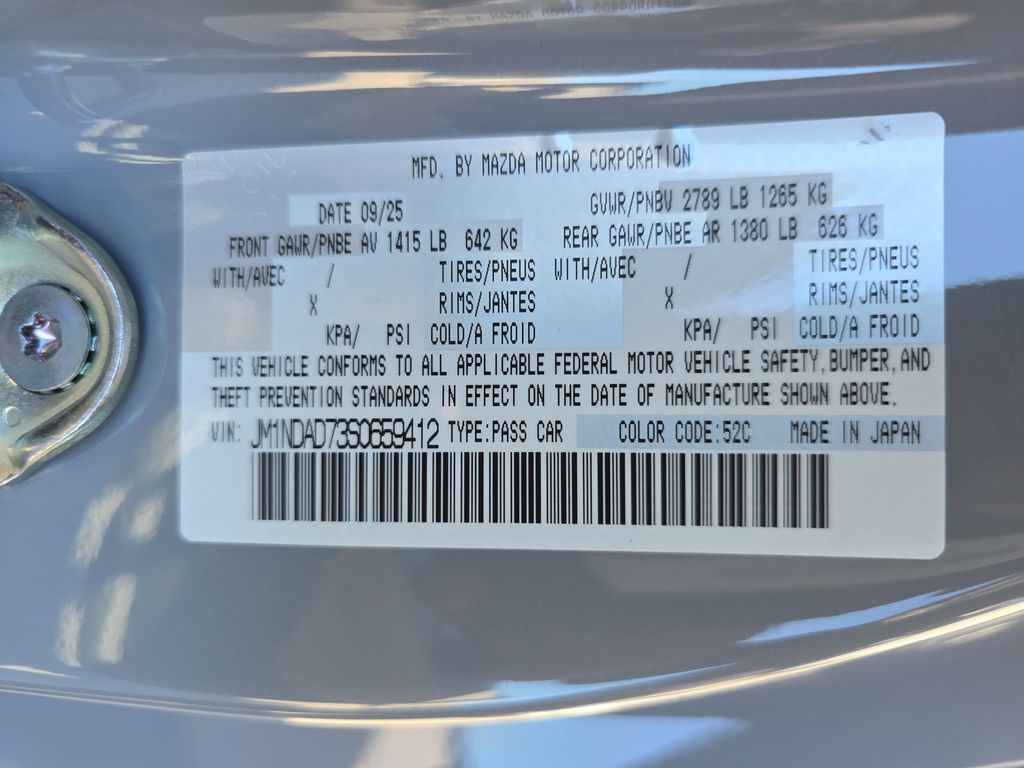 MFD. BY MAZDA MOTOR CORPORATION
DATE 09/25 GVWR/PNBV 2789 LB 1265 KG
FRONT GAWR/PNBE AV 1415 LB 642 KG REAR GAWR/PNBE AR 1380 LB 626 KG
WITH/AVEC / TIRES/PNEUS WITH/AVEC / TIRES/PNEUS
X RIMS/JANTES X RIMS/JANTES
KPA/ PSI COLD/A FROID KPA/ PSI COLD/A FROID
THIS VEHICLE CONFORMS TO ALL APPLICABLE FEDERAL MOTOR VEHICLE SAFETY, BUMPER, AND
THEFT PREVENTION STANDARDS IN EFFECT ON THE DATE OF MANUFACTURE SHOWN ABOVE.
VIN: JM1NDAD73S0659412 TYPE:PASS CAR COLOR CODE:52C MADE IN JAPAN